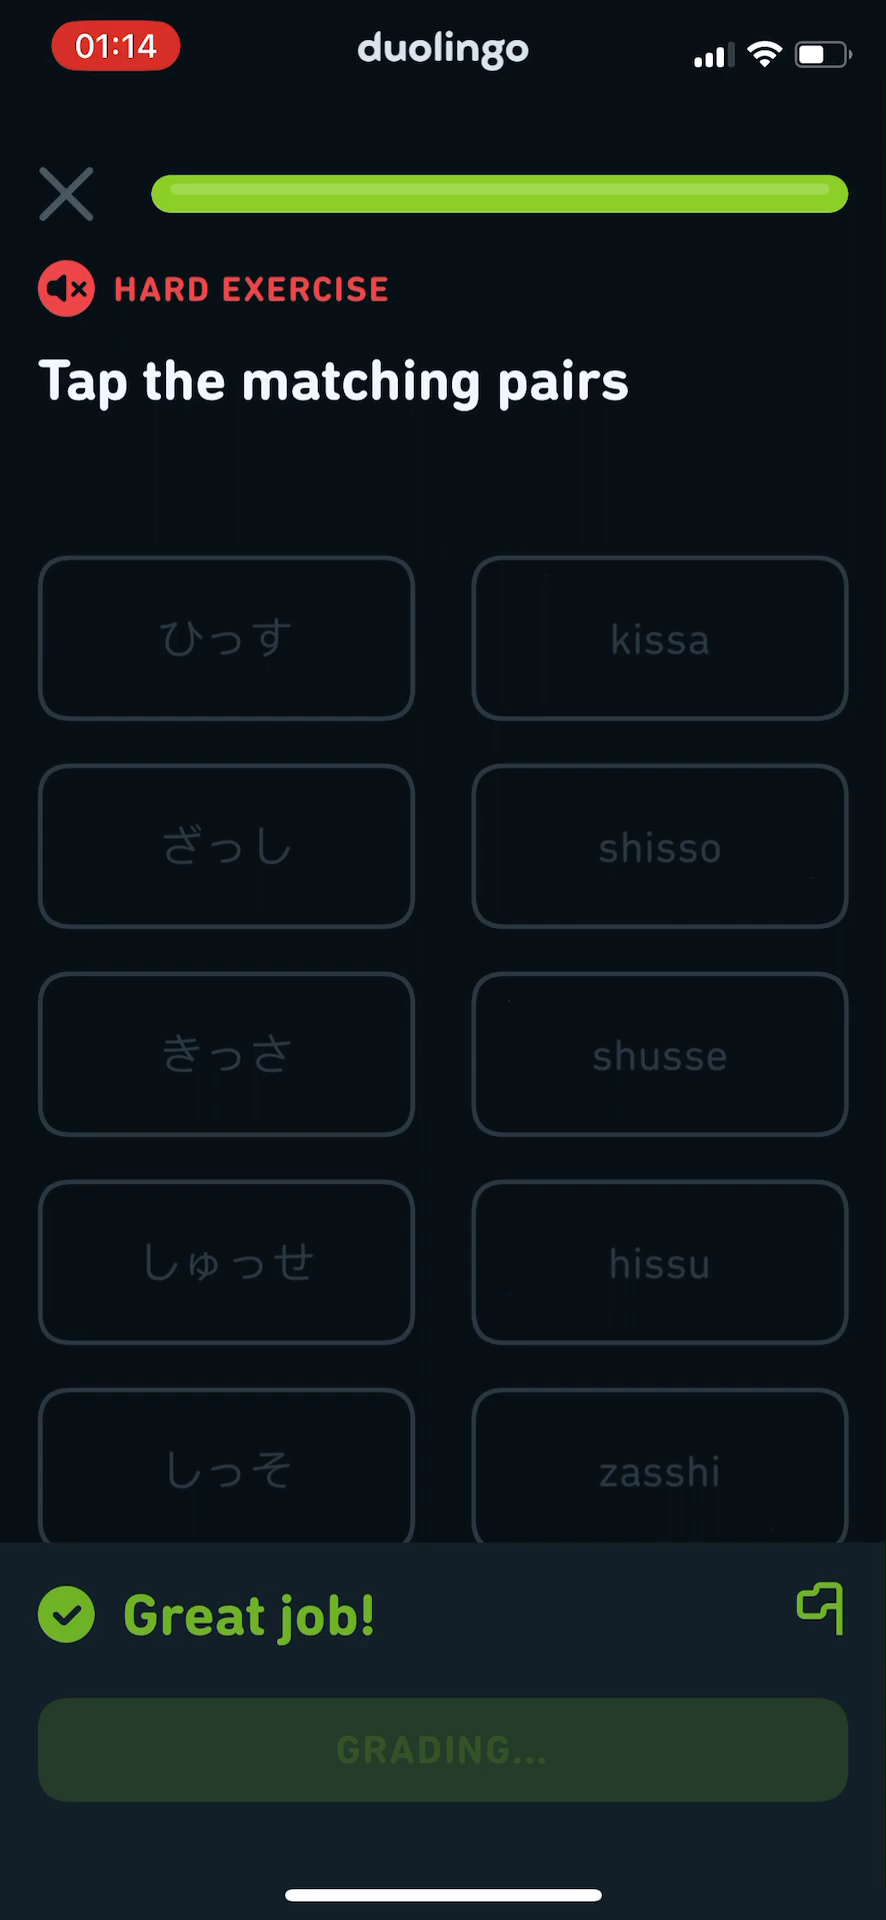 01:14
duolingo
HARD EXERCISE
Tap the matching pairs
ひっす
kissa
ざっし
shisso
きっさ
shusse
しゅっせ
hissu
しっそ
zasshi
Great job!
GRADING...